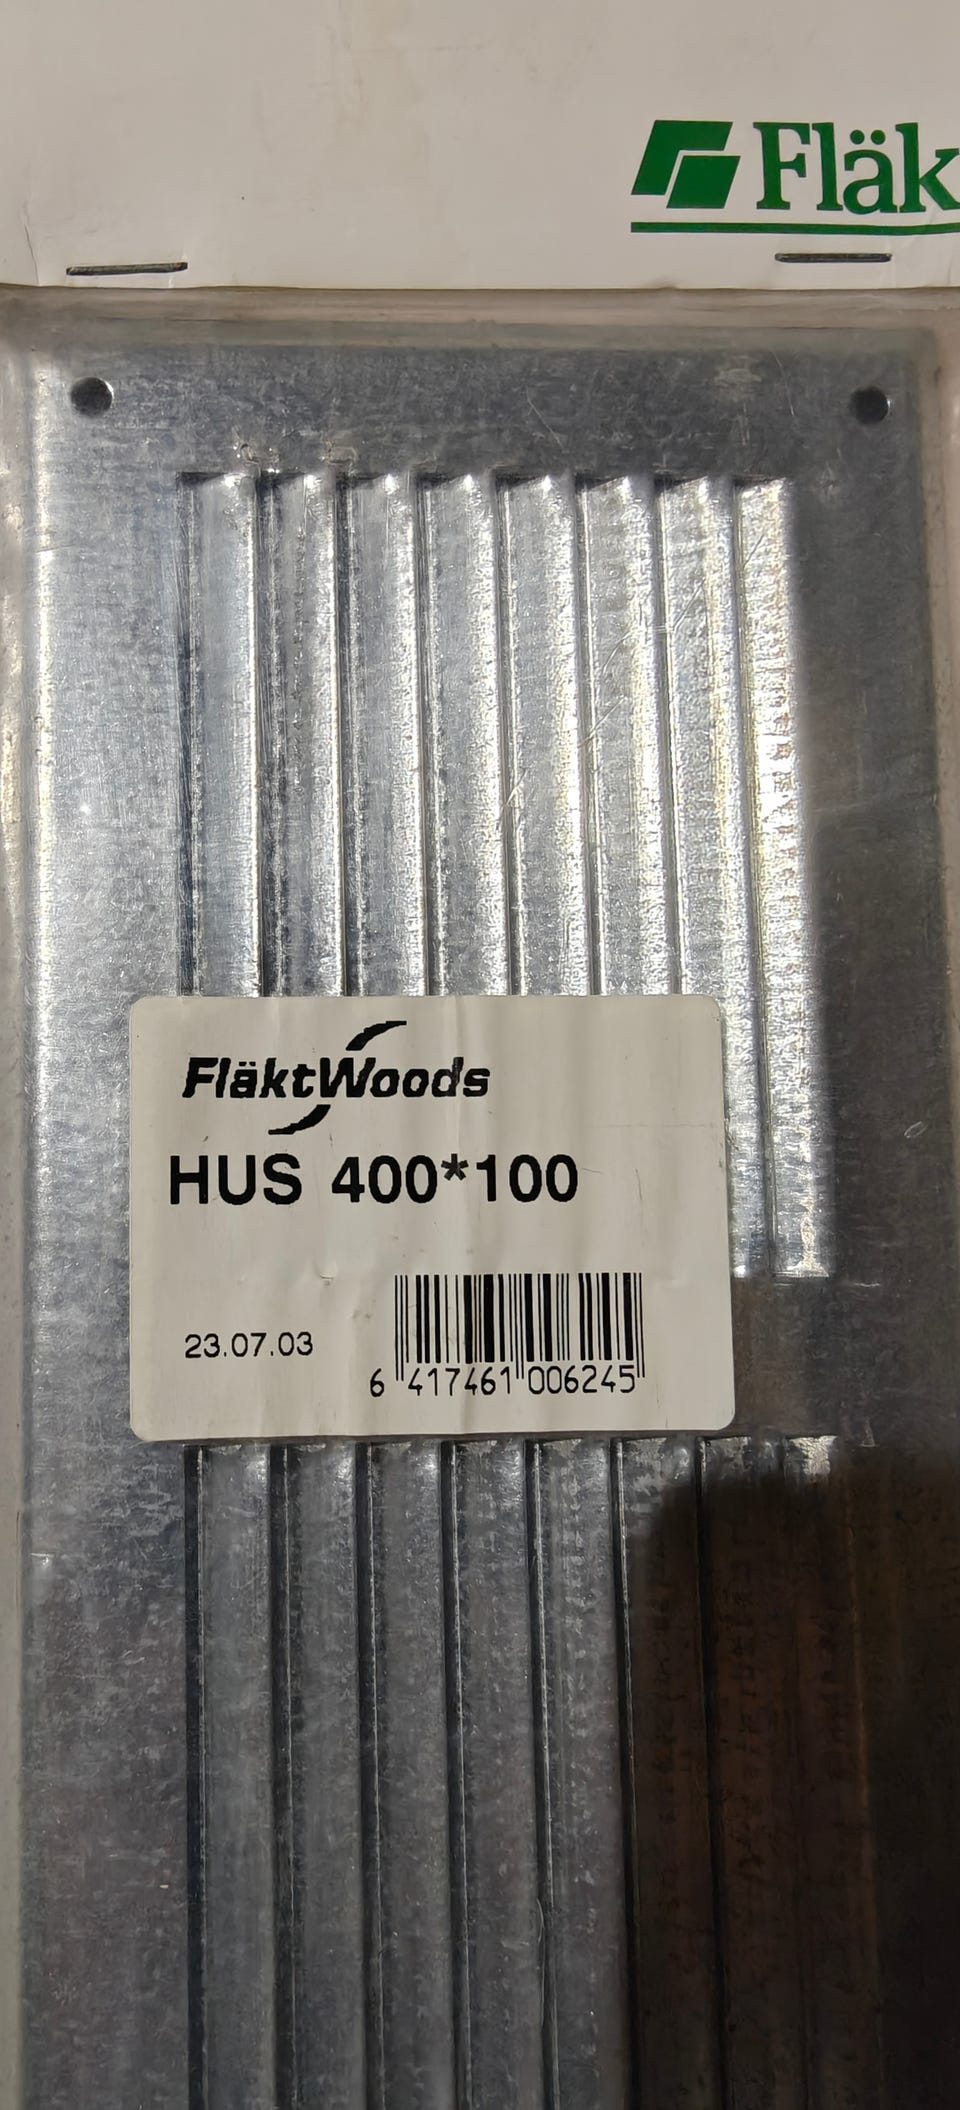 Fläk
FläktWoods
HUS 400*100
23.07.03
6 417461 006245